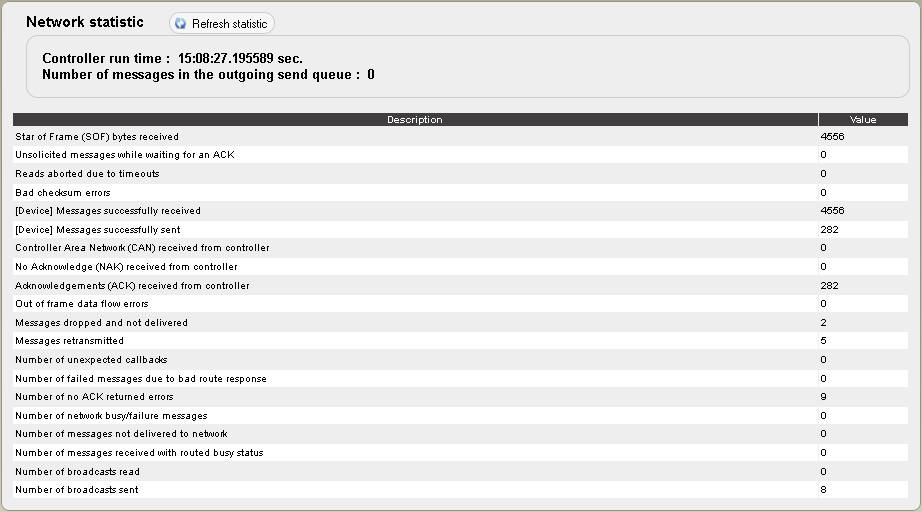 Network statistic Refresh statistic
Controller run time : 15:08:27.195589 sec.
Number of messages in the outgoing send queue : 0
Description Value
Star of Frame (SOF) bytes received 4556
Unsolicited messages while waiting for an ACK 0
Reads aborted due to timeouts 0
Bad checksum errors 0
[Device] Messages successfully received 4556
[Device] Messages successfully sent 282
Controller Area Network (CAN) received from controller 0
No Acknowledge (NAK) received from controller 0
Acknowledgements (ACK) received from controller 282
Out of frame data flow errors 0
Messages dropped and not delivered 2
Messages retransmitted 5
Number of unexpected callbacks 0
Number of failed messages due to bad route response 0
Number of no ACK returned errors 9
Number of network busy/failure messages 0
Number of messages not delivered to network 0
Number of messages received with routed busy status 0
Number of broadcasts read 0
Number of broadcasts sent 8